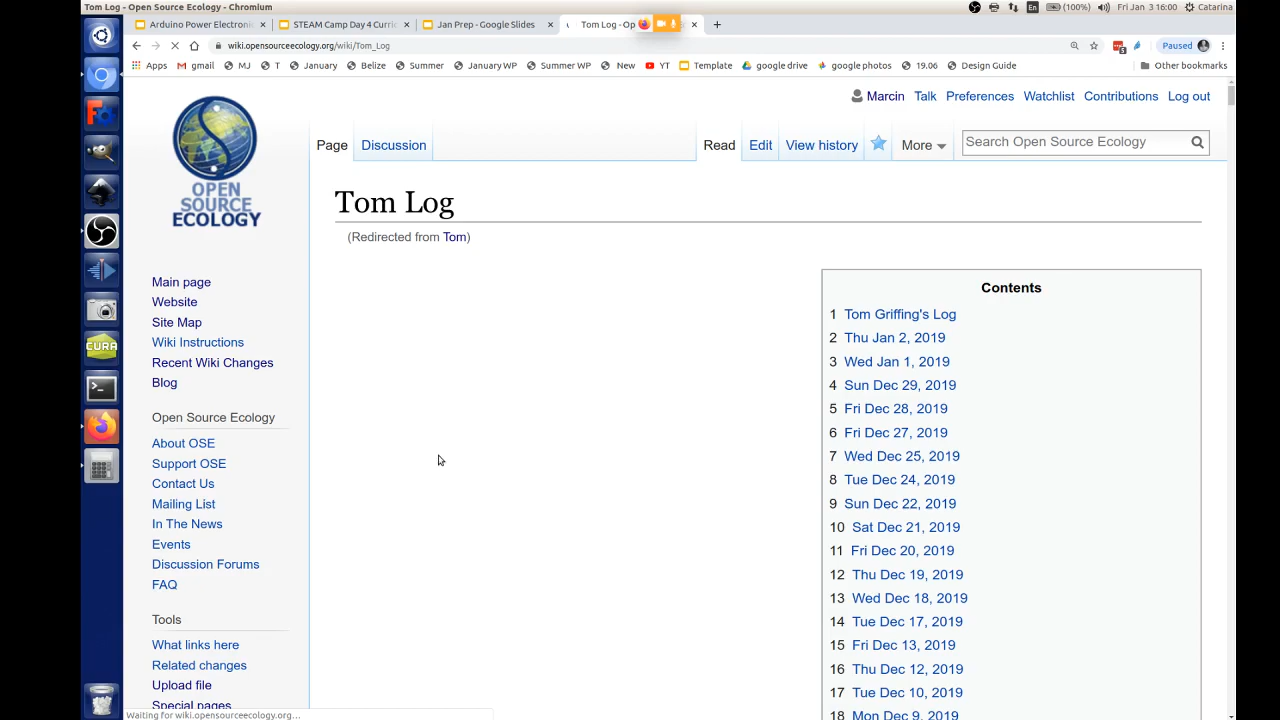 Tom Log - Open Source Ecology - Chromium
En (100%) Fri Jan 3 16:00 Catarina
Arduino Power Electronic × STEAM Camp Day 4 Curric × Jan Prep - Google Slides × Tom Log - Op × +
wiki.opensourceecology.org/wiki/Tom_Log 5 Paused
Apps gmail MJ T January Belize Summer January WP Summer WP New YT Template google drive google photos 19.06 Design Guide Other bookmarks
Marcin Talk Preferences Watchlist Contributions Log out
Page Discussion Read Edit View history More Search Open Source Ecology
OPEN
SOURCE
ECOLOGY
Tom Log
(Redirected from Tom)
Main page
Website
Site Map
Wiki Instructions
Recent Wiki Changes
Blog
Open Source Ecology
About OSE
Support OSE
Contact Us
Mailing List
In The News
Events
Discussion Forums
FAQ
Tools
What links here
Related changes
Upload file
Special pages
Contents
1 Tom Griffing's Log
2 Thu Jan 2, 2019
3 Wed Jan 1, 2019
4 Sun Dec 29, 2019
5 Fri Dec 28, 2019
6 Fri Dec 27, 2019
7 Wed Dec 25, 2019
8 Tue Dec 24, 2019
9 Sun Dec 22, 2019
10 Sat Dec 21, 2019
11 Fri Dec 20, 2019
12 Thu Dec 19, 2019
13 Wed Dec 18, 2019
14 Tue Dec 17, 2019
15 Fri Dec 13, 2019
16 Thu Dec 12, 2019
17 Tue Dec 10, 2019
18 Mon Dec 9, 2019
CURA
>_
Waiting for wiki.opensourceecology.org...